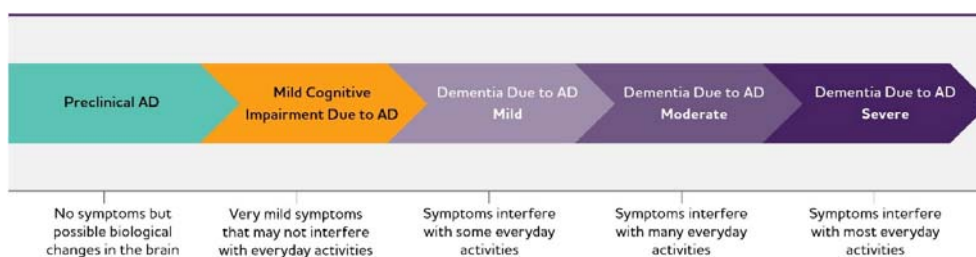 Preclinical AD
Mild Cognitive
Impairment Due to AD
Dementia Due to AD
Mild
Dementia Due to AD
Moderate
Dementia Due to AD
Severe
No symptoms but
possible biological
changes in the brain
Very mild symptoms
that may not interfere
with everyday activities
Symptoms interfere
with some everyday
activities
Symptoms interfere
with many everyday
activities
Symptoms interfere
with most everyday
activities